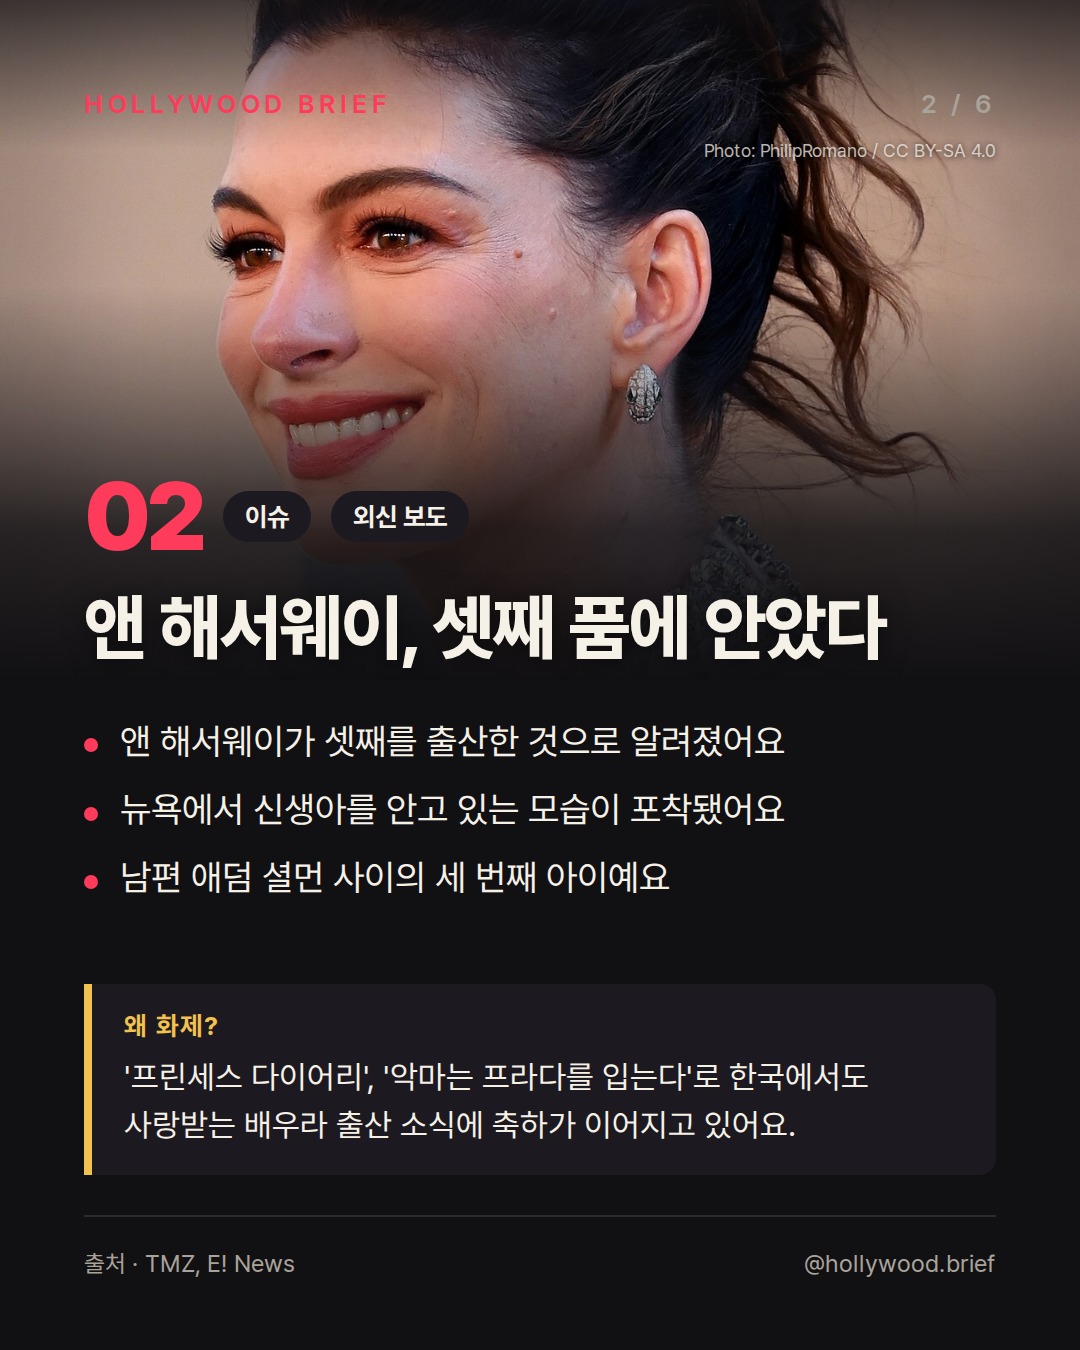 HOLLYWOOD BRIEF
2 / 6
Photo: PhilipRomano / CC BY-SA 4.0
02 이슈 외신 보도
앤 해서웨이, 셋째 품에 안았다
앤 해서웨이가 셋째를 출산한 것으로 알려졌어요
뉴욕에서 신생아를 안고 있는 모습이 포착됐어요
남편 애덤 셜먼 사이의 세 번째 아이예요
왜 화제?
'프린세스 다이어리', '악마는 프라다를 입는다'로 한국에서도
사랑받는 배우라 출산 소식에 축하가 이어지고 있어요.
출처 · TMZ, E! News
@hollywood.brief